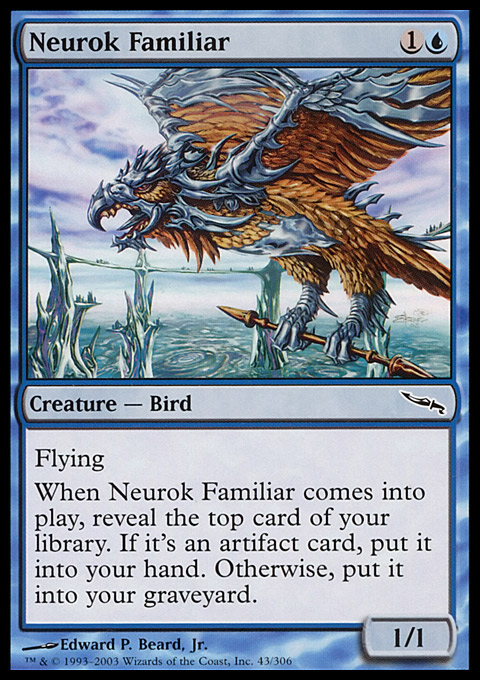 Neurok Familiar 1
Creature — Bird
Flying
When Neurok Familiar comes into
play, reveal the top card of your
library. If it's an artifact card, put it
into your hand. Otherwise, put it
into your graveyard.
1/1
Edward P. Beard, Jr.
™ & © 1993–2003 Wizards of the Coast, Inc. 43/306